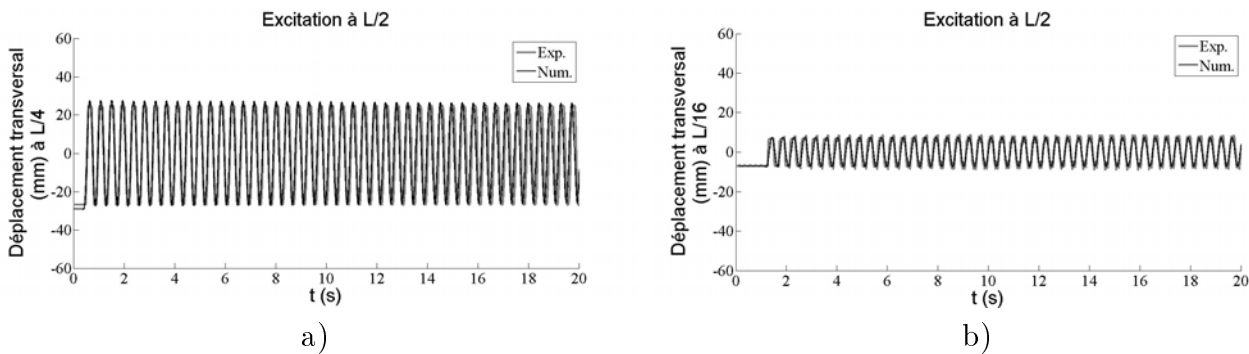 Excitation à L/2
Déplacement transversal
(mm) à L/4
60
40
20
0
-20
-40
-60
0 2 4 6 8 10 12 14 16 18 20
t (s)
Exp.
Num.
a)
Excitation à L/2
Déplacement transversal
(mm) à L/16
60
40
20
0
-20
-40
-60
0 2 4 6 8 10 12 14 16 18 20
t (s)
Exp.
Num.
b)